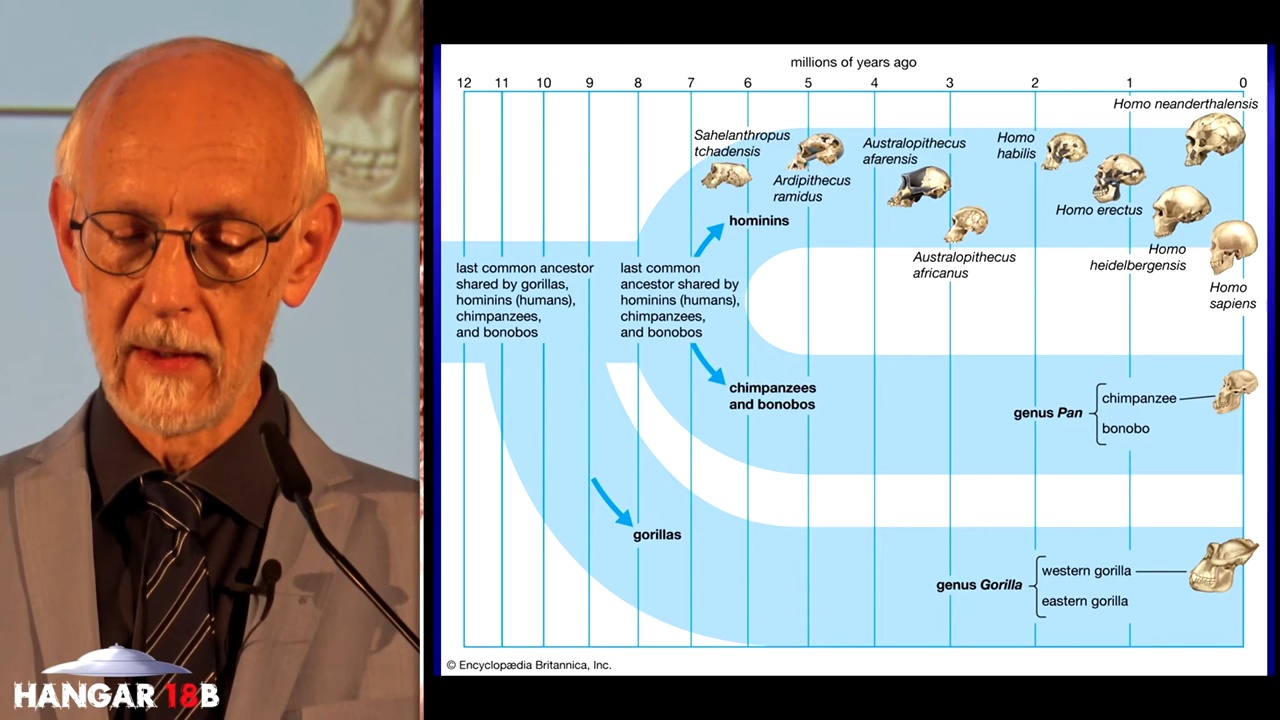 millions of years ago
12 11 10 9 8 7 6 5 4 3 2 1 0
Homo neanderthalensis
Sahelanthropus
tchadensis
Ardipithecus
ramidus
Australopithecus
afarensis
Australopithecus
africanus
Homo
habilis
Homo erectus
Homo
heidelbergensis
Homo
sapiens
hominins
last common ancestor
shared by gorillas,
hominins (humans),
chimpanzees,
and bonobos
last common
ancestor shared by
hominins (humans),
chimpanzees,
and bonobos
chimpanzees
and bonobos
genus Pan
chimpanzee
bonobo
gorillas
genus Gorilla
western gorilla
eastern gorilla
© Encyclopædia Britannica, Inc.
HANGAR 18B